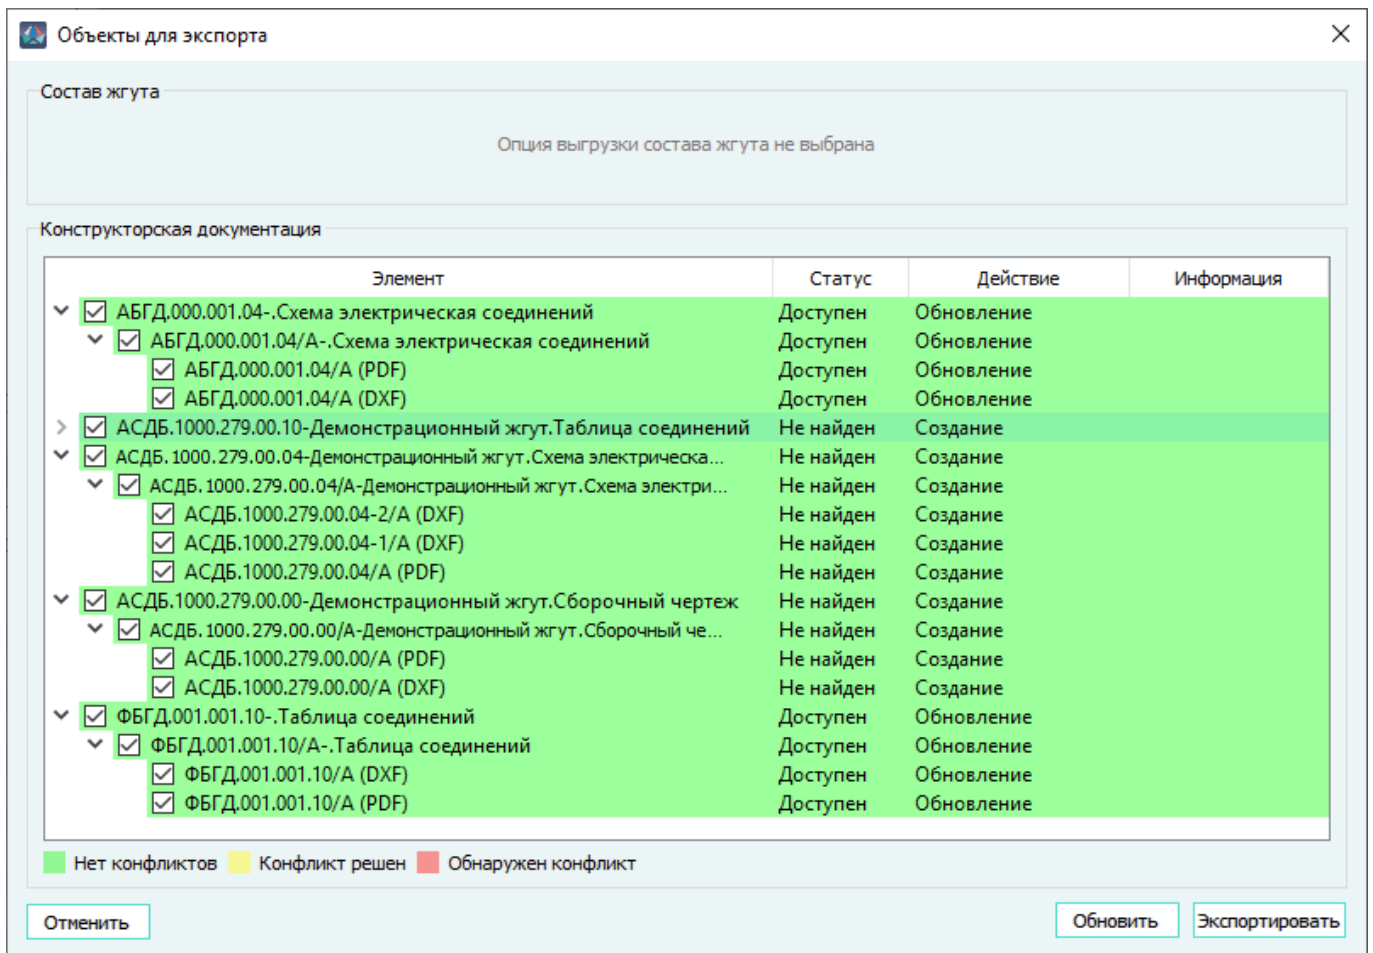 Объекты для экспорта
Состав жгута
Опция выгрузки состава жгута не выбрана
Конструкторская документация
Элемент Статус Действие Информация
АБГД.000.001.04-.Схема электрическая соединений Доступен Обновление
АБГД.000.001.04/А-.Схема электрическая соединений Доступен Обновление
АБГД.000.001.04/А (PDF) Доступен Обновление
АБГД.000.001.04/А (DXF) Доступен Обновление
АСДБ.1000.279.00.10-Демонстрационный жгут.Таблица соединений Не найден Создание
АСДБ.1000.279.00.04-Демонстрационный жгут.Схема электрическа... Не найден Создание
АСДБ.1000.279.00.04/А-Демонстрационный жгут.Схема электри... Не найден Создание
АСДБ.1000.279.00.04-2/А (DXF) Не найден Создание
АСДБ.1000.279.00.04-1/А (DXF) Не найден Создание
АСДБ.1000.279.00.04/А (PDF) Не найден Создание
АСДБ.1000.279.00.00-Демонстрационный жгут.Сборочный чертеж Не найден Создание
АСДБ.1000.279.00.00/А-Демонстрационный жгут.Сборочный че... Не найден Создание
АСДБ.1000.279.00.00/А (PDF) Не найден Создание
АСДБ.1000.279.00.00/А (DXF) Не найден Создание
ФБГД.001.001.10-.Таблица соединений Доступен Обновление
ФБГД.001.001.10/А-.Таблица соединений Доступен Обновление
ФБГД.001.001.10/А (DXF) Доступен Обновление
ФБГД.001.001.10/А (PDF) Доступен Обновление
Нет конфликтов Конфликт решен Обнаружен конфликт
Отменить Обновить Экспортировать